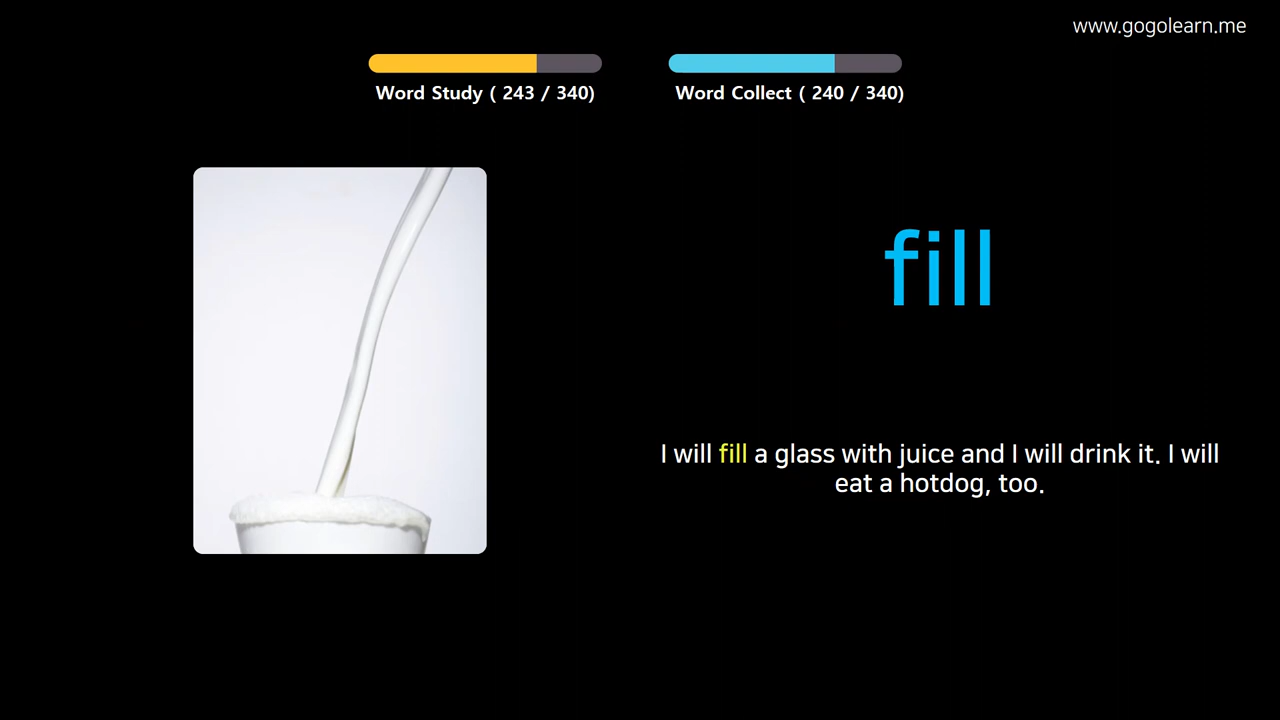 www.gogolearn.me
Word Study ( 243 / 340)
Word Collect ( 240 / 340)
fill
I will fill a glass with juice and I will drink it. I will
eat a hotdog, too.